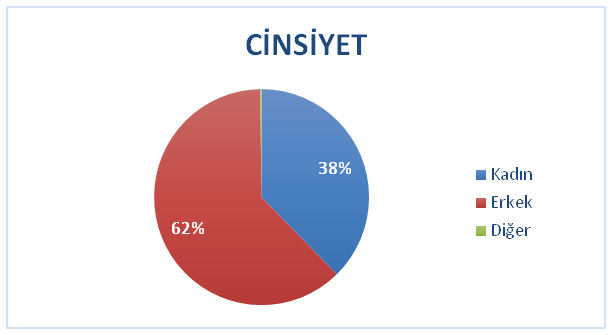 CİNSİYET
38%
62%
Kadın
Erkek
Diğer